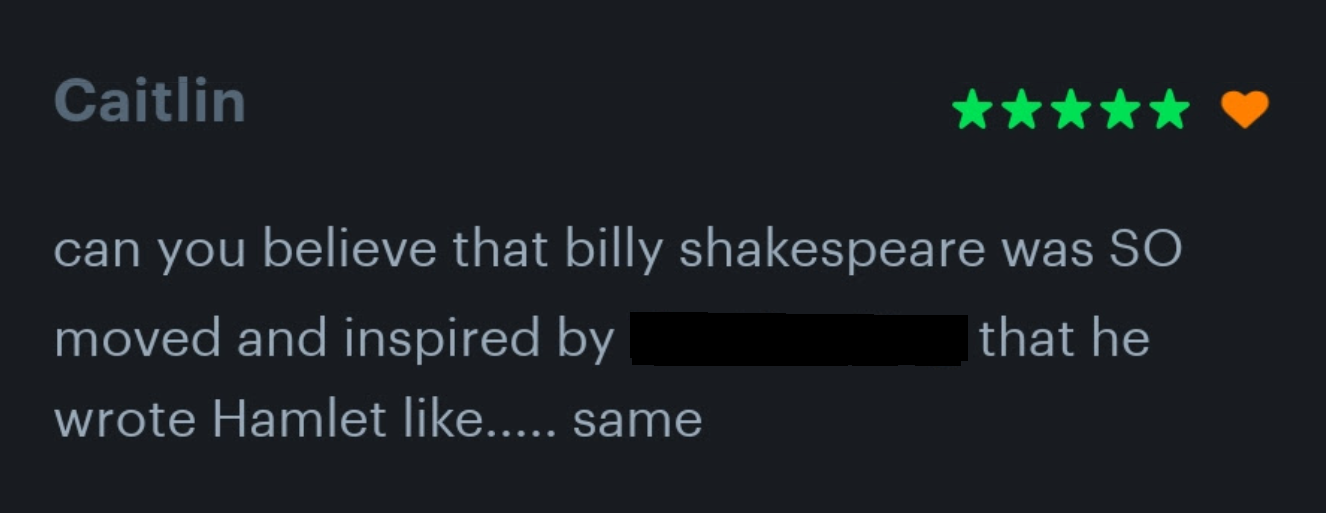 Caitlin
can you believe that billy shakespeare was SO
moved and inspired by that he
wrote Hamlet like..... same